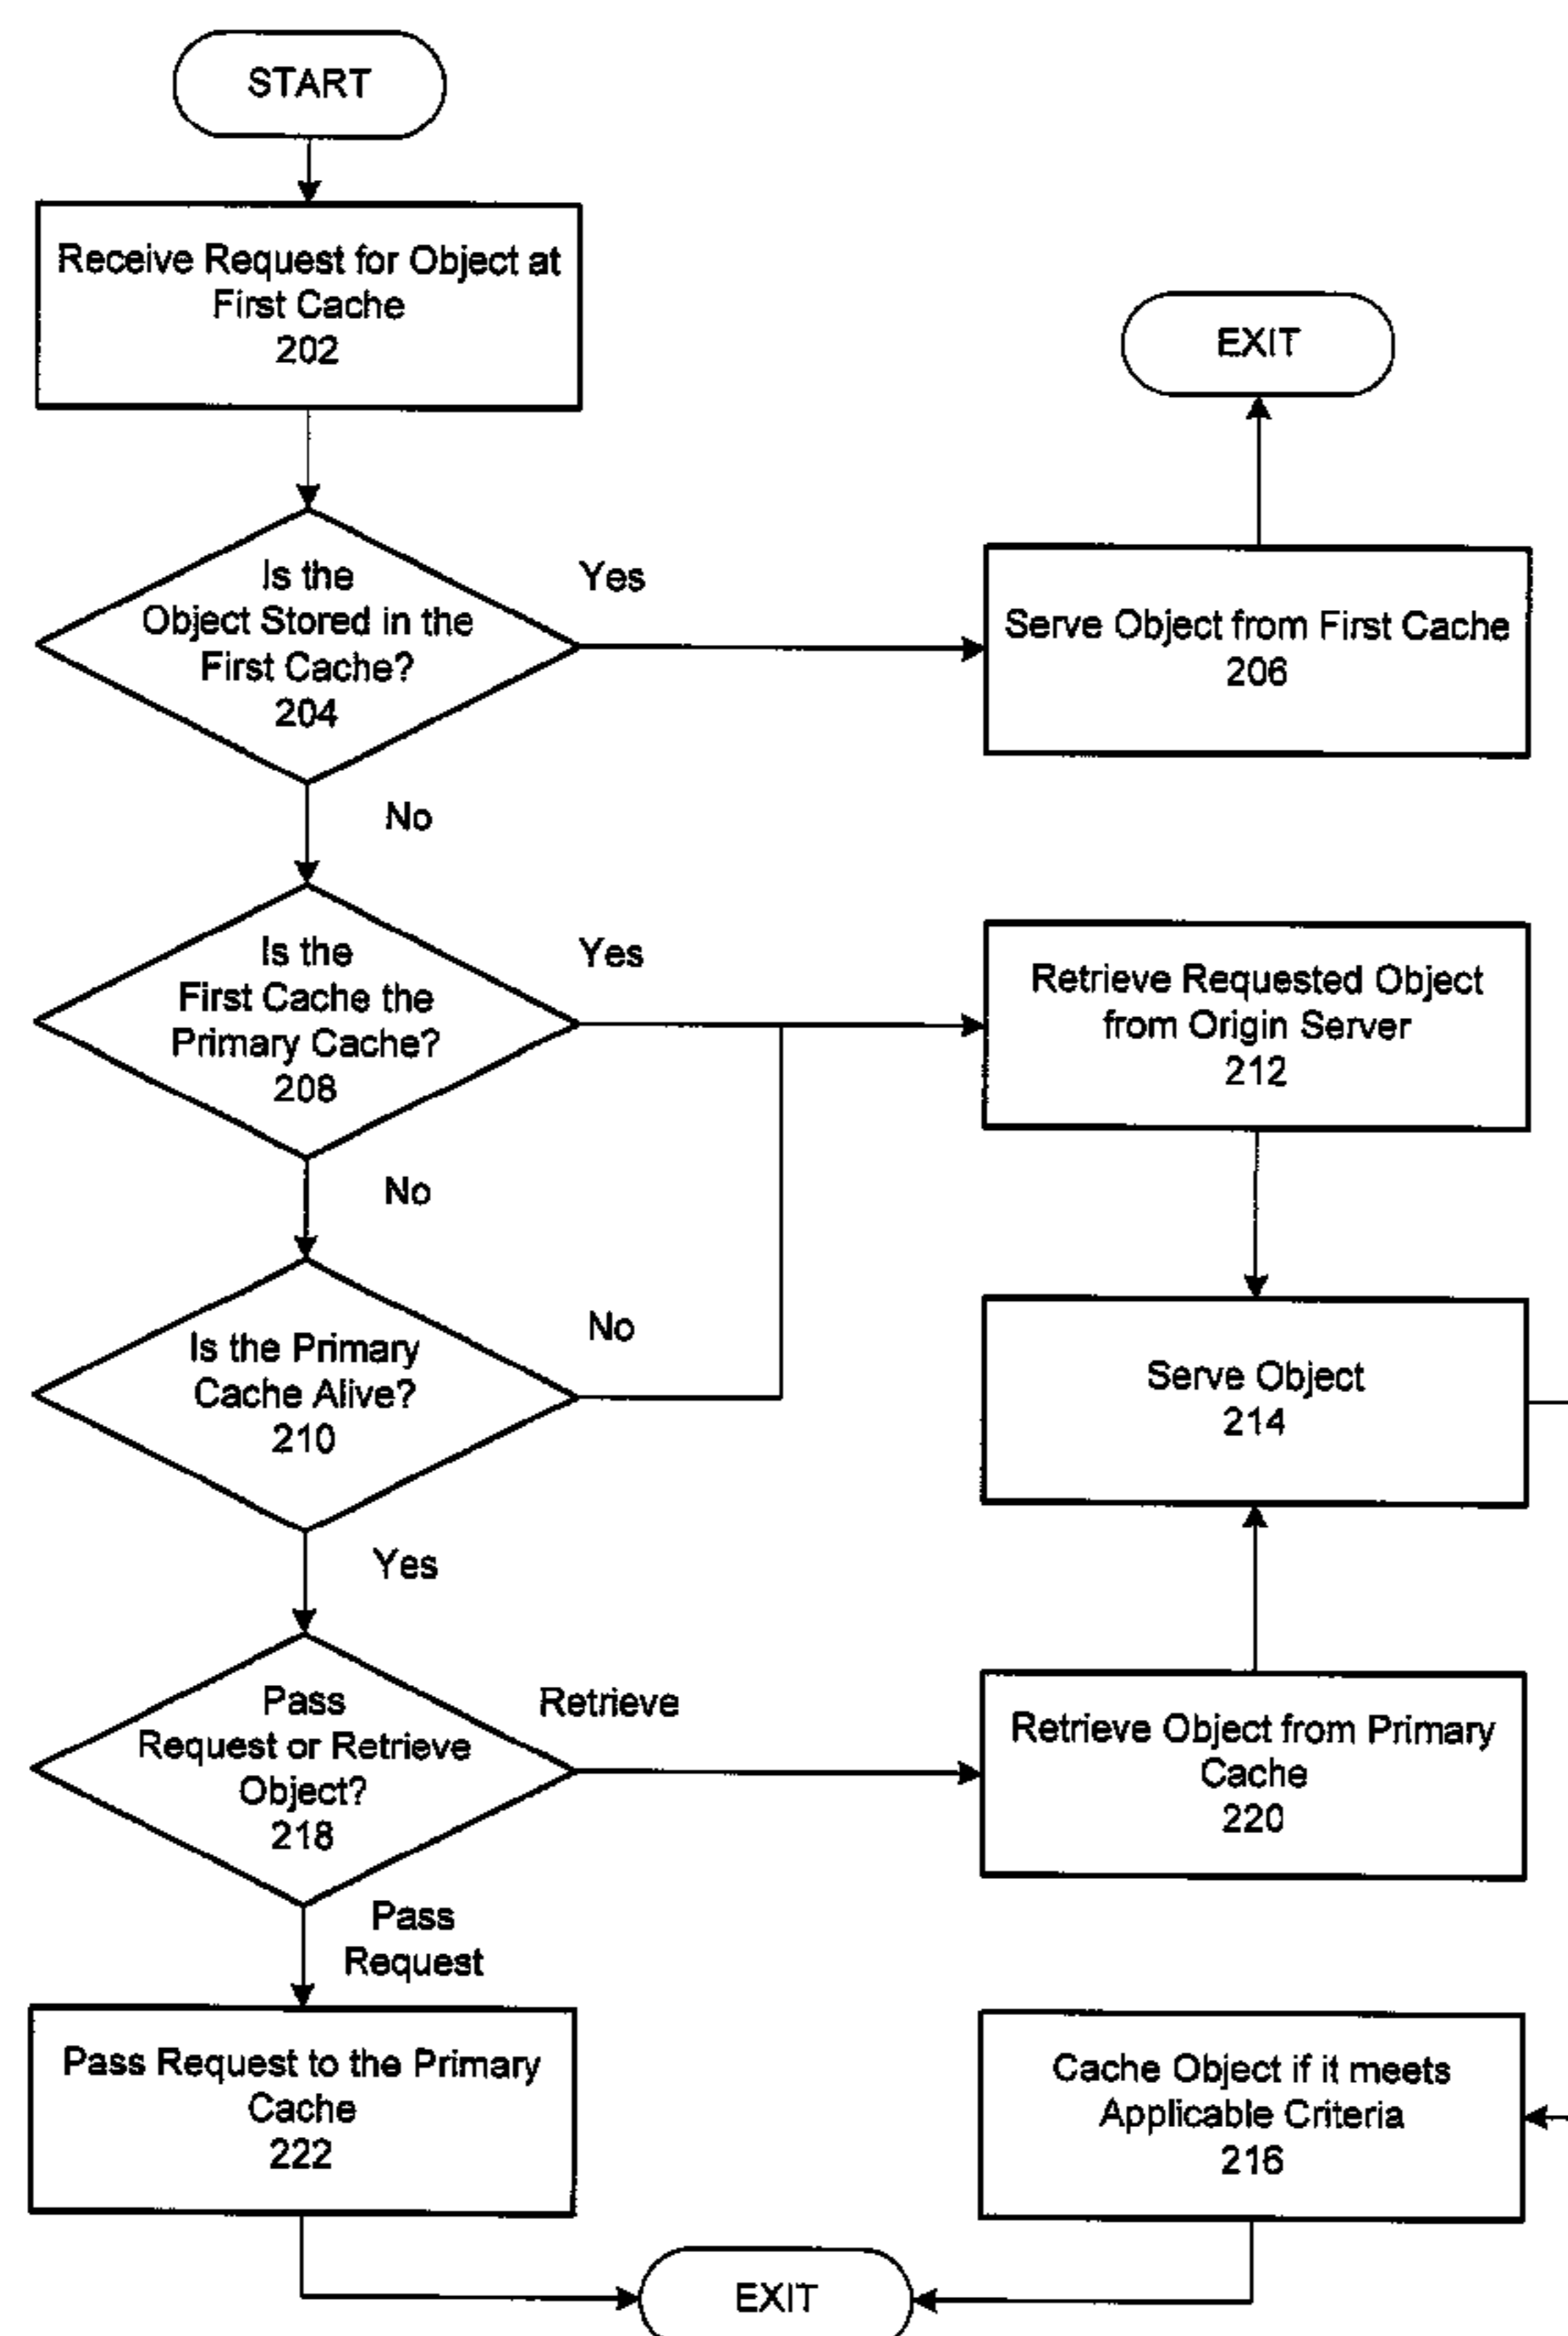 START
Receive Request for Object at
First Cache
202
EXIT
Is the
Object Stored in the
First Cache?
204
Yes
Serve Object from First Cache
206
No
Is the
First Cache the
Primary Cache?
208
Yes
Retrieve Requested Object
from Origin Server
212
No
Is the Primary
Cache Alive?
210
No
Serve Object
214
Yes
Pass
Request or Retrieve
Object?
218
Retrieve
Retrieve Object from Primary
Cache
220
Pass
Request
Pass Request to the Primary
Cache
222
Cache Object if it meets
Applicable Criteria
216
EXIT